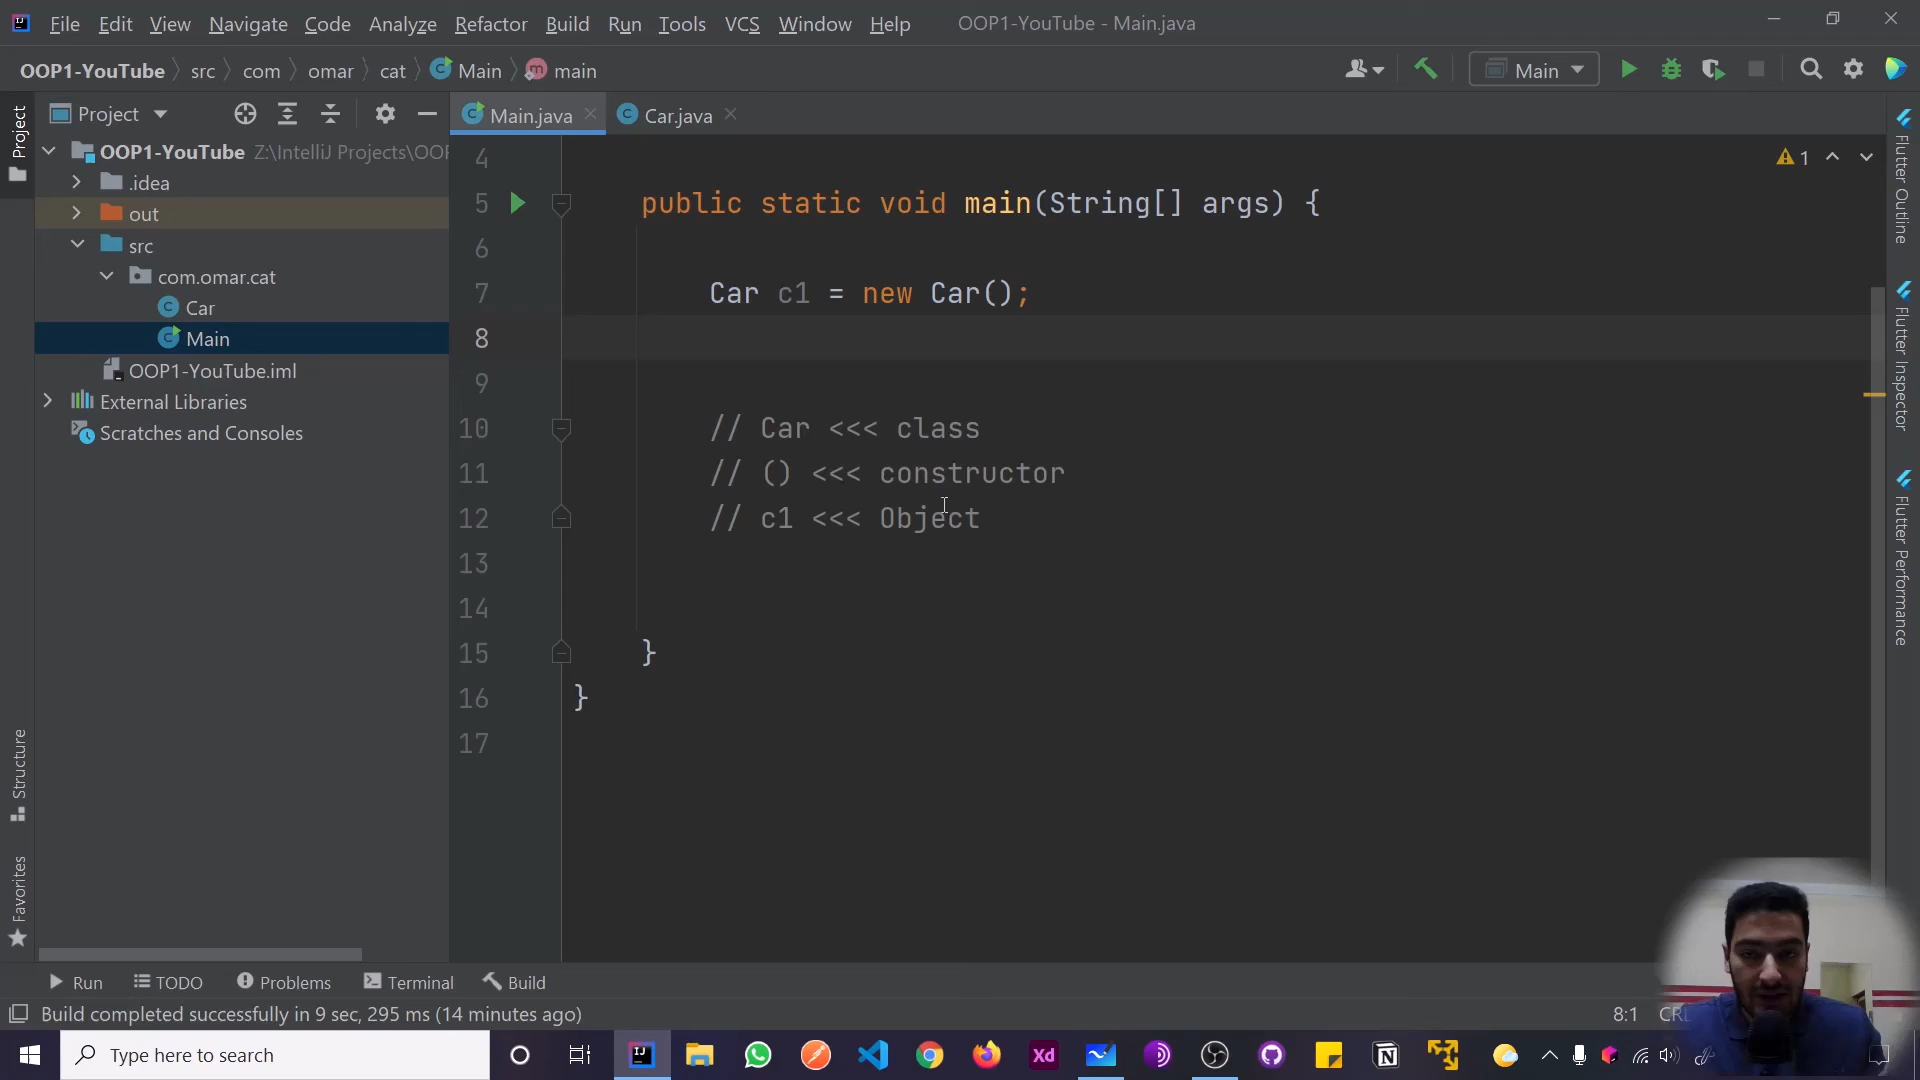 File Edit View Navigate Code Analyze Refactor Build Run Tools VCS Window Help OOP1-YouTube - Main.java
OOP1-YouTube src com omar cat Main main Main
Project
Project
Main.java Car.java
OOP1-YouTube Z:\IntelliJ Projects\OOP
.idea
out
src
com.omar.cat
Car
Main
OOP1-YouTube.iml
External Libraries
Scratches and Consoles
Structure
Favorites
1
4
5 public static void main(String[] args) {
6
7 Car c1 = new Car();
8
9
10 // Car <<< class
11 // () <<< constructor
12 // c1 <<< Object
13
14
15 }
16 }
17
Flutter Outline
Flutter Inspector
Flutter Performance
Run TODO Problems Terminal Build
Build completed successfully in 9 sec, 295 ms (14 minutes ago) 8:1
Type here to search
Xd